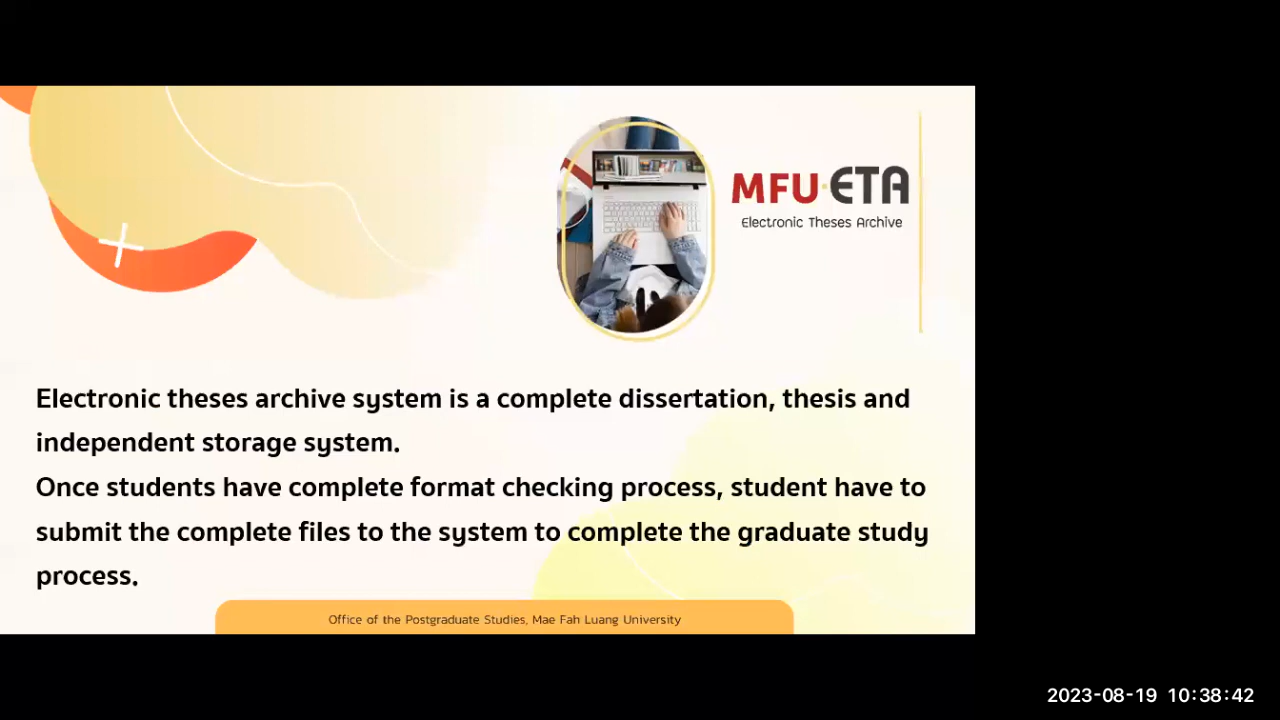 MFU·ETA
Electronic Theses Archive
Electronic theses archive system is a complete dissertation, thesis and
independent storage system.
Once students have complete format checking process, student have to
submit the complete files to the system to complete the graduate study
process.
Office of the Postgraduate Studies, Mae Fah Luang University
2023-08-19 10:38:42